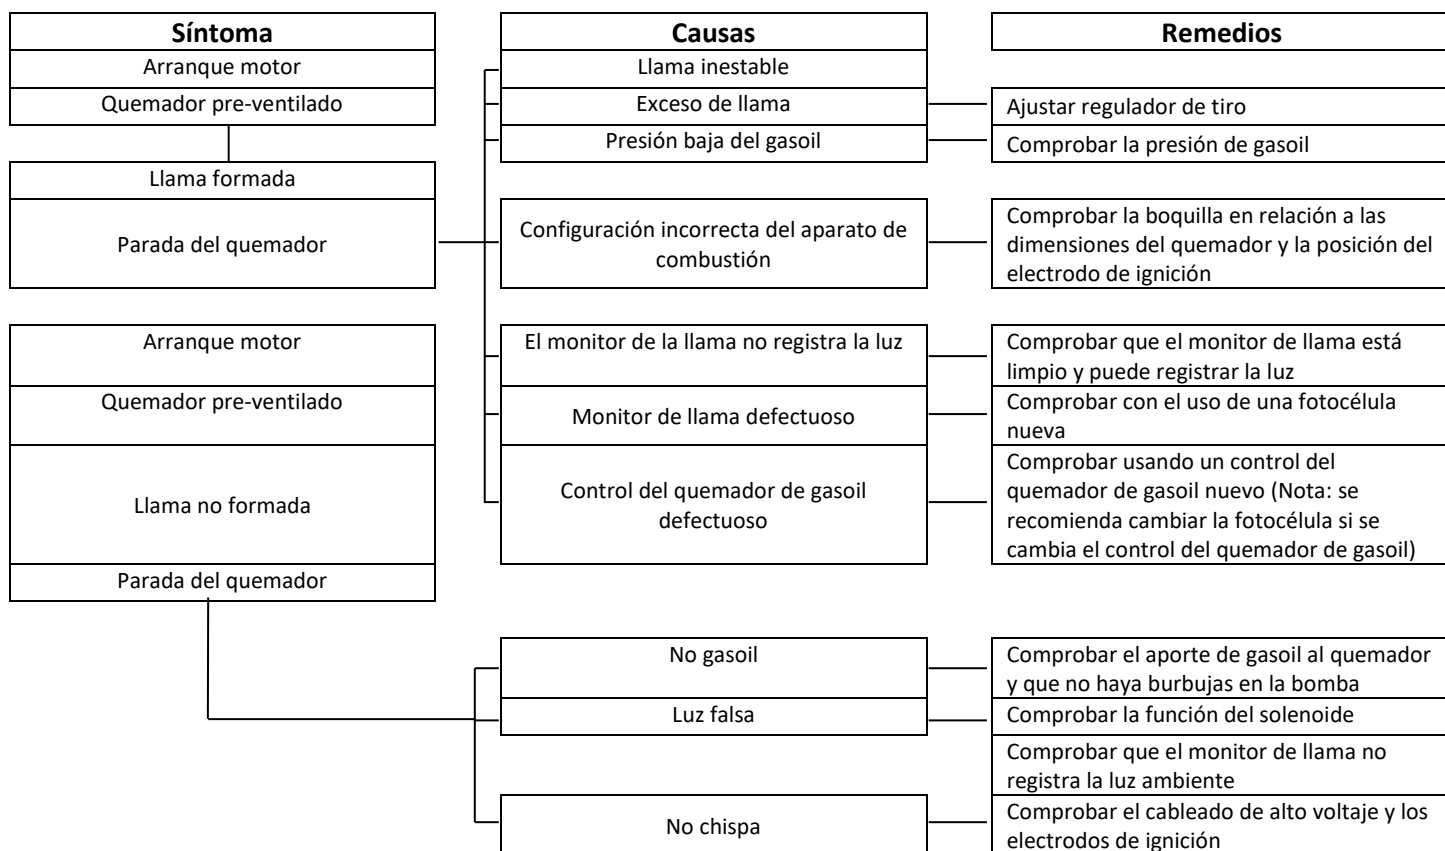 Síntoma
Causas
Remedios
Arranque motor
Llama inestable
Quemador pre-ventilado
Exceso de llama
Ajustar regulador de tiro
Presión baja del gasoil
Comprobar la presión de gasoil
Llama formada
Parada del quemador
Configuración incorrecta del aparato de
combustión
Comprobar la boquilla en relación a las
dimensiones del quemador y la posición del
electrodo de ignición
Arranque motor
El monitor de la llama no registra la luz
Comprobar que el monitor de llama está
limpio y puede registrar la luz
Quemador pre-ventilado
Monitor de llama defectuoso
Comprobar con el uso de una fotocélula
nueva
Llama no formada
Control del quemador de gasoil
defectuoso
Comprobar usando un control del
quemador de gasoil nuevo (Nota: se
recomienda cambiar la fotocélula si se
cambia el control del quemador de gasoil)
Parada del quemador
No gasoil
Comprobar el aporte de gasoil al quemador
y que no haya burbujas en la bomba
Luz falsa
Comprobar la función del solenoide
Comprobar que el monitor de llama no
registra la luz ambiente
No chispa
Comprobar el cableado de alto voltaje y los
electrodos de ignición